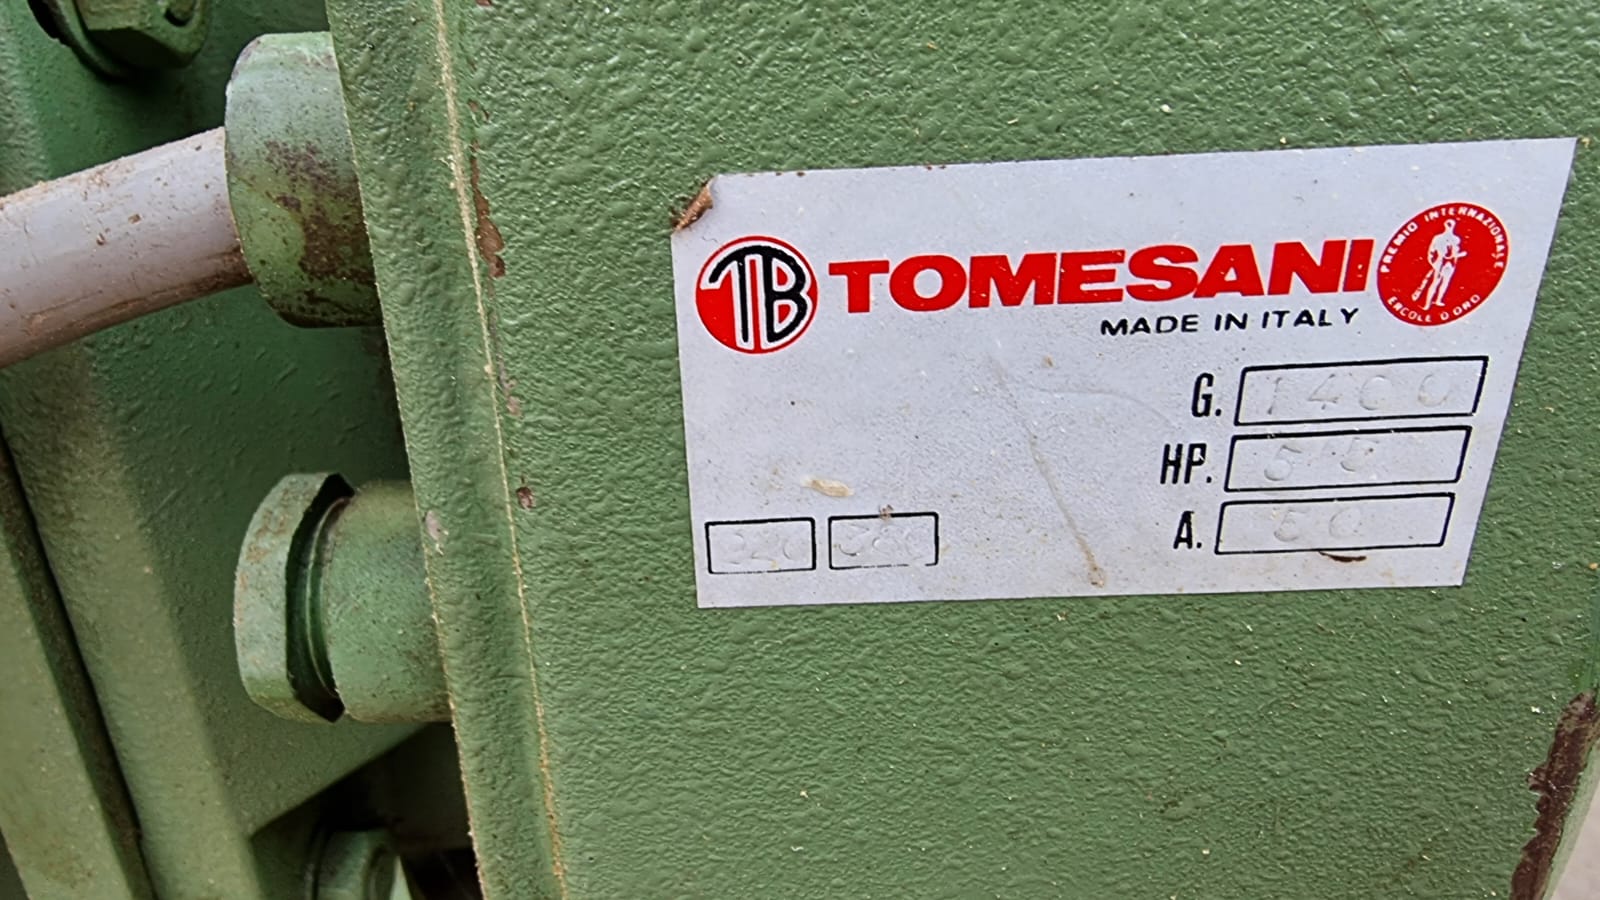 TB TOMESANI
PREMIO INTERNAZIONALE
ERCOLE D'ORO
MADE IN ITALY
G. 1400
HP. 5 5
A. 50